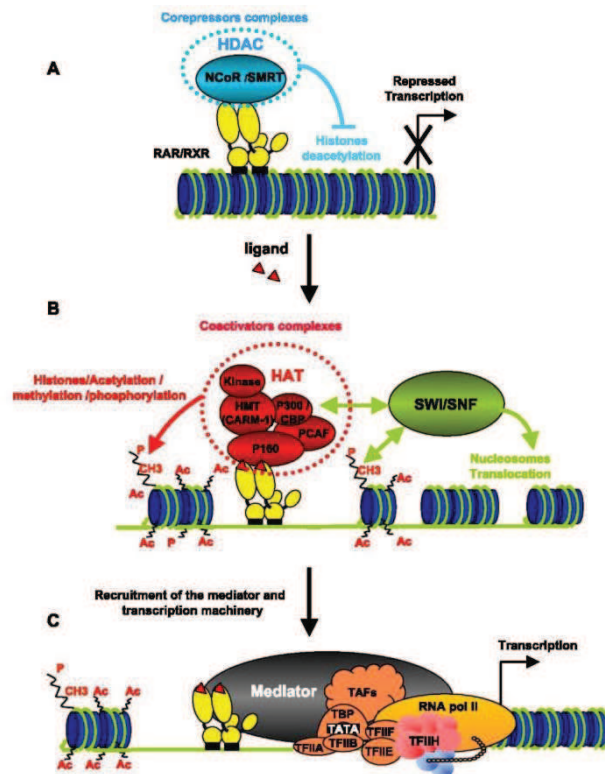 Corepressors complexes
HDAC
A
NCoR /SMRT
Repressed
Transcription
RAR/RXR
Histones
deacetylation
ligand
B
Coactivators complexes
Histones/Acetylation /
methylation /phosphorylation
Kinase
HAT
HMT
(CARM-1)
P300 /
CBP
PCAF
P160
SWI/SNF
Nucleosomes
Translocation
P
CH3
Ac
Ac
Ac
Ac
P
Ac
P
CH3
Ac
Ac
Recruitment of the mediator and
transcription machinery
C
Transcription
P
CH3
Ac
Ac
Ac
Ac
Ac
Mediator
TAFs
RNA pol II
TBP
TATA
TFIIF
TFIIA
TFIIB
TFIIE
TFIIH